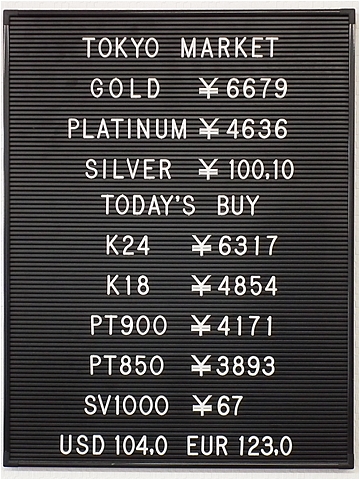 TOKYO MARKET
GOLD ¥6679
PLATINUM ¥4636
SILVER ¥100.10
TODAY'S BUY
K24 ¥6317
K18 ¥4854
PT900 ¥4171
PT850 ¥3893
SV1000 ¥67
USD 104.0 EUR 123.0